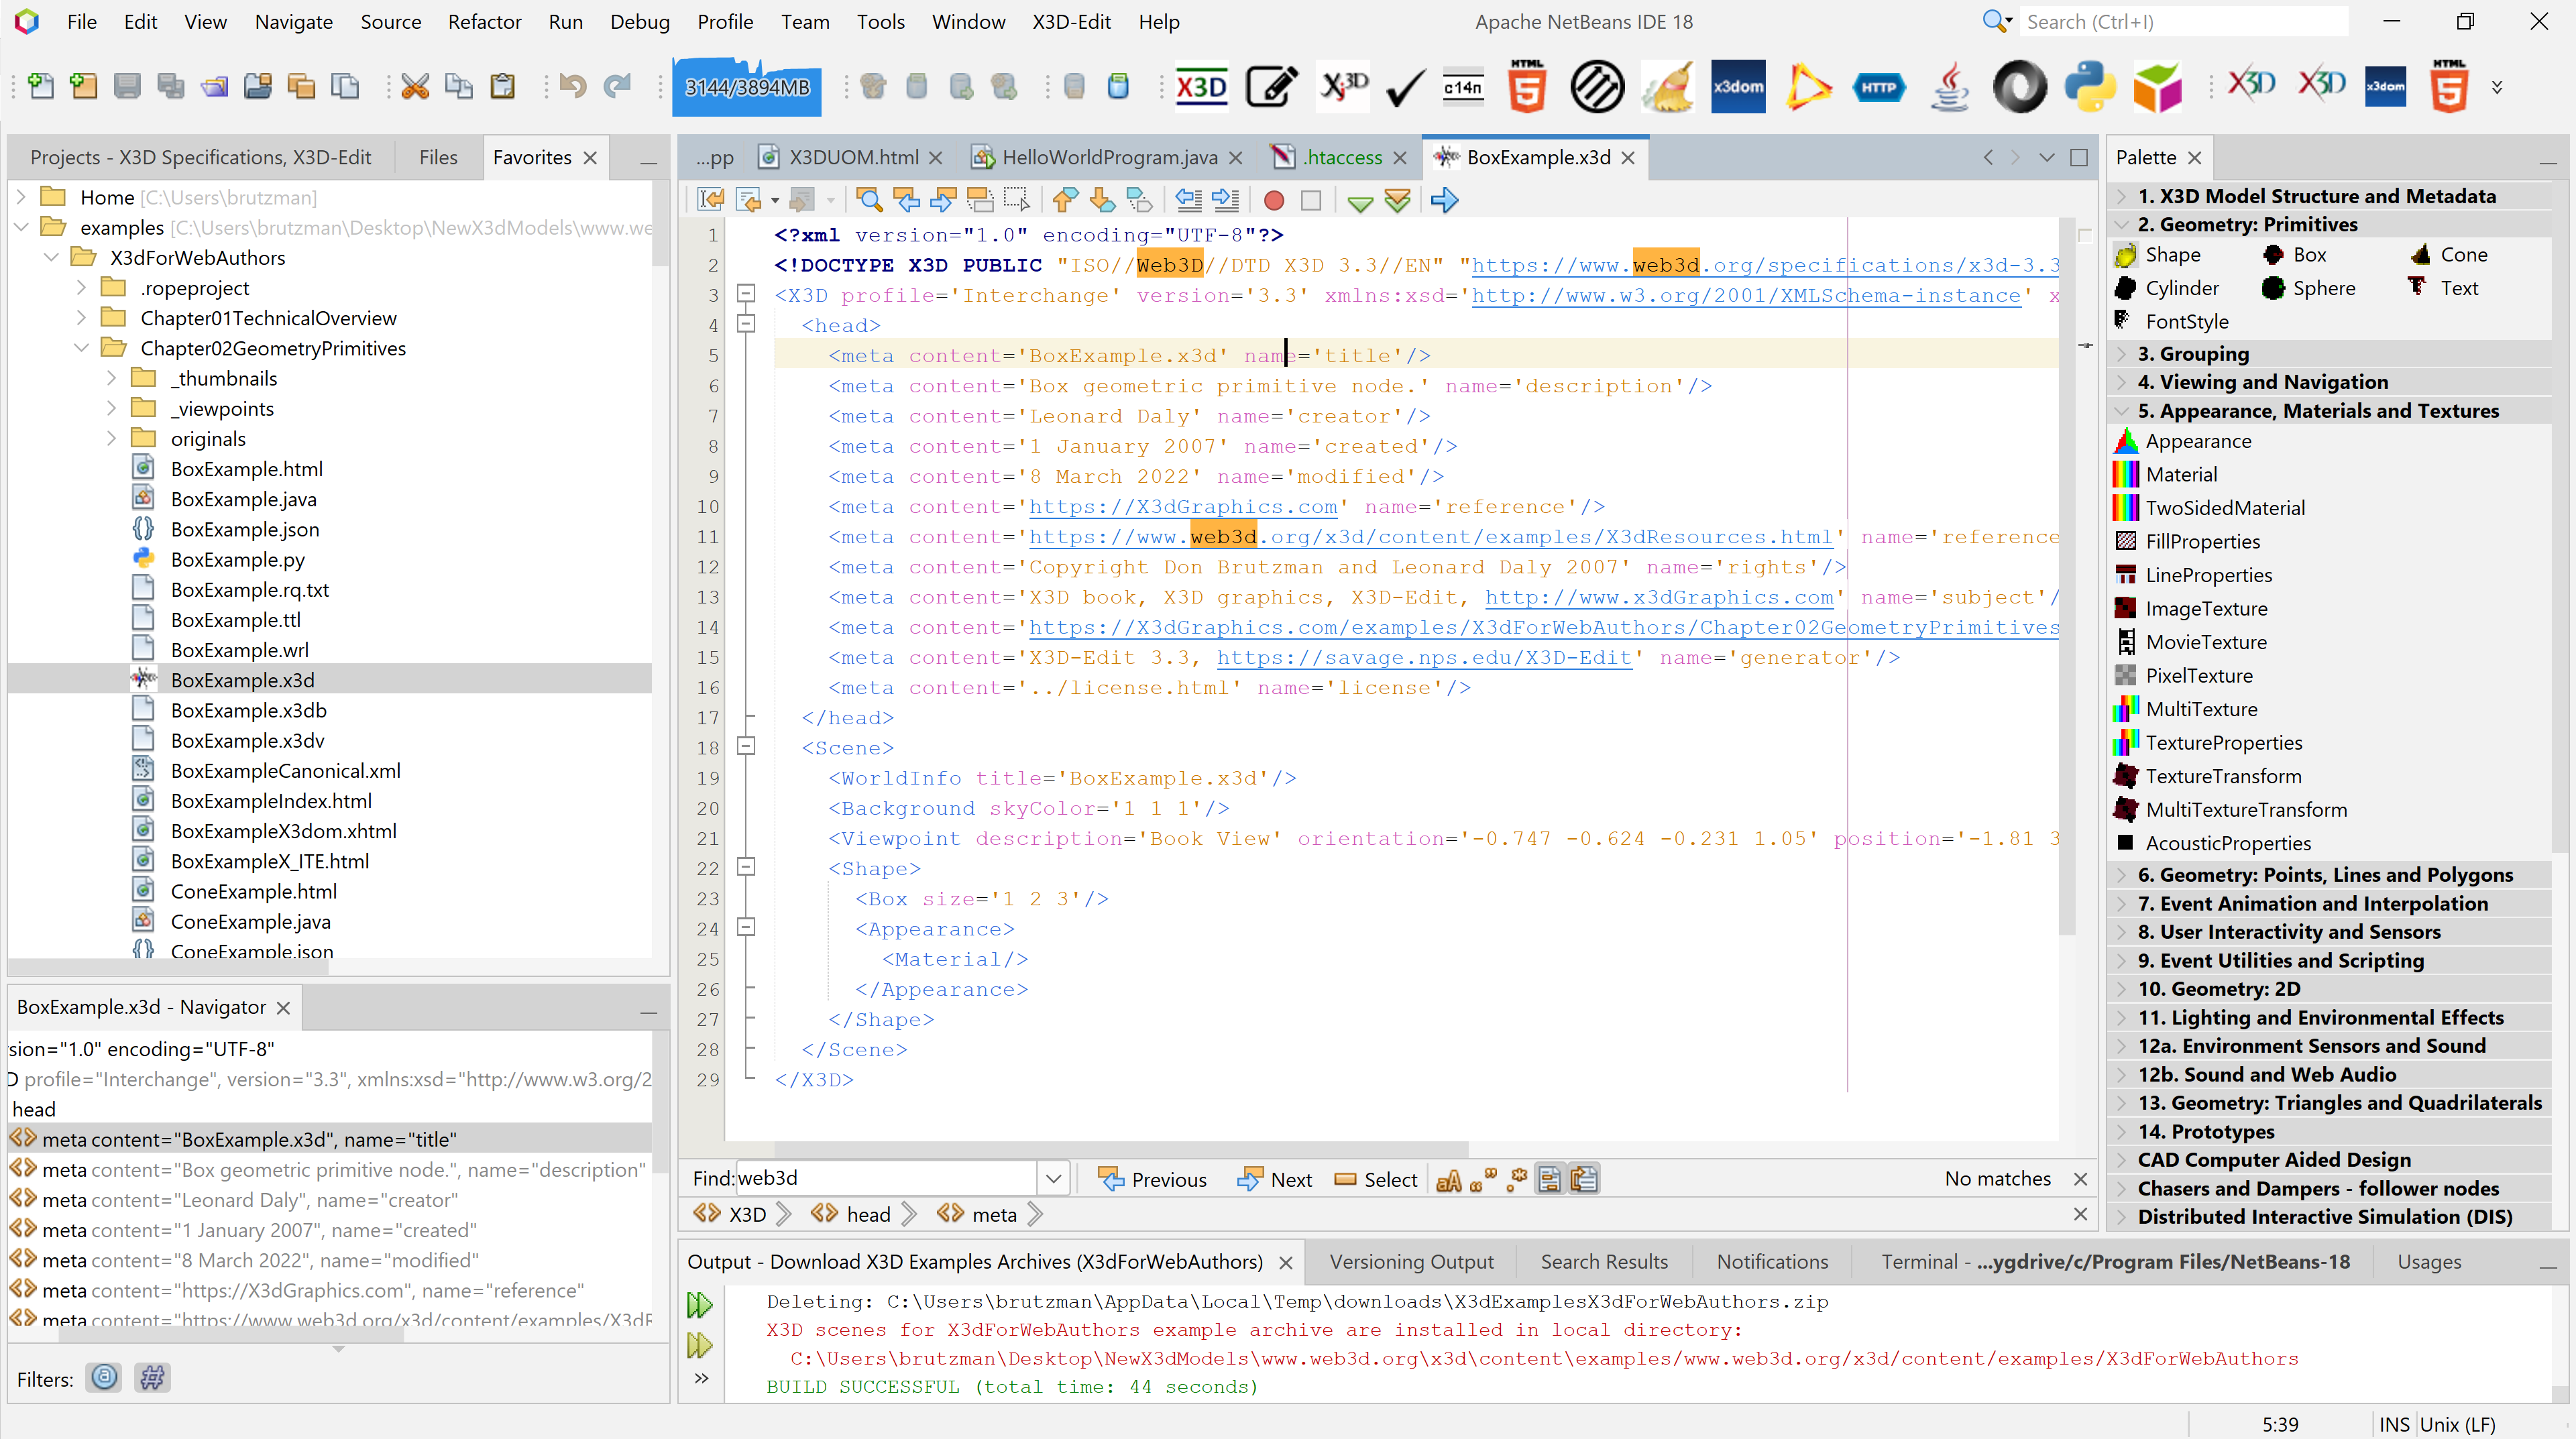 File Edit View Navigate Source Refactor Run Debug Profile Team Tools Window X3D-Edit Help
Apache NetBeans IDE 18
Search (Ctrl+I)
3144/3894MB
X3D
XJ3D
c14n
HTML
x3dom
HTTP
X3D
X3D
x3dom
HTML
Projects - X3D Specifications, X3D-Edit
Files
Favorites
Home [C:\Users\brutzman]
examples [C:\Users\brutzman\Desktop\NewX3dModels\www.we
X3dForWebAuthors
.ropeproject
Chapter01TechnicalOverview
Chapter02GeometryPrimitives
_thumbnails
_viewpoints
originals
BoxExample.html
BoxExample.java
BoxExample.json
BoxExample.py
BoxExample.rq.txt
BoxExample.ttl
BoxExample.wrl
BoxExample.x3d
BoxExample.x3db
BoxExample.x3dv
BoxExampleCanonical.xml
BoxExampleIndex.html
BoxExampleX3dom.xhtml
BoxExampleX_ITE.html
ConeExample.html
ConeExample.java
ConeExample.json
BoxExample.x3d - Navigator
sion="1.0" encoding="UTF-8"
D profile="Interchange", version="3.3", xmlns:xsd="http://www.w3.org/2
head
meta content="BoxExample.x3d", name="title"
meta content="Box geometric primitive node.", name="description"
meta content="Leonard Daly", name="creator"
meta content="1 January 2007", name="created"
meta content="8 March 2022", name="modified"
meta content="https://X3dGraphics.com", name="reference"
meta content="https://www.web3d.org/x3d/content/examples/X3dR
Filters:
...pp
X3DUOM.html
HelloWorldProgram.java
.htaccess
BoxExample.x3d
1 <?xml version="1.0" encoding="UTF-8"?>
2 <!DOCTYPE X3D PUBLIC "ISO//Web3D//DTD X3D 3.3//EN" "https://www.web3d.org/specifications/x3d-3.3
3 <X3D profile='Interchange' version='3.3' xmlns:xsd='http://www.w3.org/2001/XMLSchema-instance' x
4 <head>
5 <meta content='BoxExample.x3d' name='title'/>
6 <meta content='Box geometric primitive node.' name='description'/>
7 <meta content='Leonard Daly' name='creator'/>
8 <meta content='1 January 2007' name='created'/>
9 <meta content='8 March 2022' name='modified'/>
10 <meta content='https://X3dGraphics.com' name='reference'/>
11 <meta content='https://www.web3d.org/x3d/content/examples/X3dResources.html' name='reference
12 <meta content='Copyright Don Brutzman and Leonard Daly 2007' name='rights'/>
13 <meta content='X3D book, X3D graphics, X3D-Edit, http://www.x3dGraphics.com' name='subject'/
14 <meta content='https://X3dGraphics.com/examples/X3dForWebAuthors/Chapter02GeometryPrimitives
15 <meta content='X3D-Edit 3.3, https://savage.nps.edu/X3D-Edit' name='generator'/>
16 <meta content='../license.html' name='license'/>
17 </head>
18 <Scene>
19 <WorldInfo title='BoxExample.x3d'/>
20 <Background skyColor='1 1 1'/>
21 <Viewpoint description='Book View' orientation='-0.747 -0.624 -0.231 1.05' position='-1.81 3
22 <Shape>
23 <Box size='1 2 3'/>
24 <Appearance>
25 <Material/>
26 </Appearance>
27 </Shape>
28 </Scene>
29 </X3D>
Find: web3d
Previous Next Select
No matches
X3D head meta
Palette
1. X3D Model Structure and Metadata
2. Geometry: Primitives
Shape Box Cone
Cylinder Sphere Text
FontStyle
3. Grouping
4. Viewing and Navigation
5. Appearance, Materials and Textures
Appearance
Material
TwoSidedMaterial
FillProperties
LineProperties
ImageTexture
MovieTexture
PixelTexture
MultiTexture
TextureProperties
TextureTransform
MultiTextureTransform
AcousticProperties
6. Geometry: Points, Lines and Polygons
7. Event Animation and Interpolation
8. User Interactivity and Sensors
9. Event Utilities and Scripting
10. Geometry: 2D
11. Lighting and Environmental Effects
12a. Environment Sensors and Sound
12b. Sound and Web Audio
13. Geometry: Triangles and Quadrilaterals
14. Prototypes
CAD Computer Aided Design
Chasers and Dampers - follower nodes
Distributed Interactive Simulation (DIS)
Output - Download X3D Examples Archives (X3dForWebAuthors)
Versioning Output
Search Results
Notifications
Terminal - ...ygdrive/c/Program Files/NetBeans-18
Usages
Deleting: C:\Users\brutzman\AppData\Local\Temp\downloads\X3dExamplesX3dForWebAuthors.zip
X3D scenes for X3dForWebAuthors example archive are installed in local directory:
C:\Users\brutzman\Desktop\NewX3dModels\www.web3d.org\x3d\content\examples/www.web3d.org/x3d/content/examples/X3dForWebAuthors
BUILD SUCCESSFUL (total time: 44 seconds)
5:39
INS
Unix (LF)